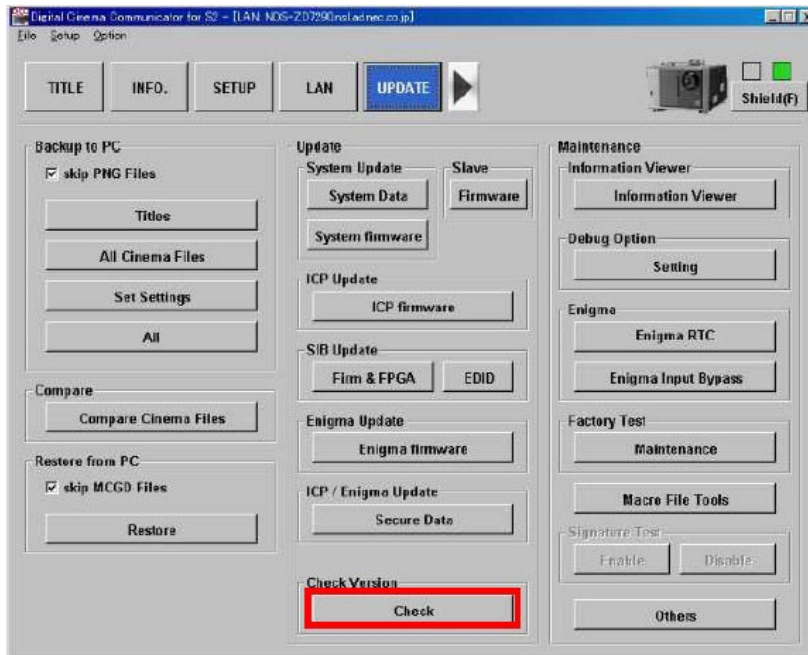 Digital Cinema Communicator for S2 - [LAN: NDS-ZD7290nsl.adnec.co.jp]
File Setup Option
TITLE INFO. SETUP LAN UPDATE
Shield(F)
Backup to PC
skip PNG Files
Titles
All Cinema Files
Set Settings
All
Compare
Compare Cinema Files
Restore from PC
skip MCGD Files
Restore
Update
System Update
System Data
System firmware
Slave
Firmware
ICP Update
ICP firmware
SIB Update
Firm & FPGA
EDID
Enigma Update
Enigma firmware
ICP / Enigma Update
Secure Data
Check Version
Check
Maintenance
Information Viewer
Information Viewer
Debug Option
Setting
Enigma
Enigma RTC
Enigma Input Bypass
Factory Test
Maintenance
Macro File Tools
Signature Test
Enable
Disable
Others